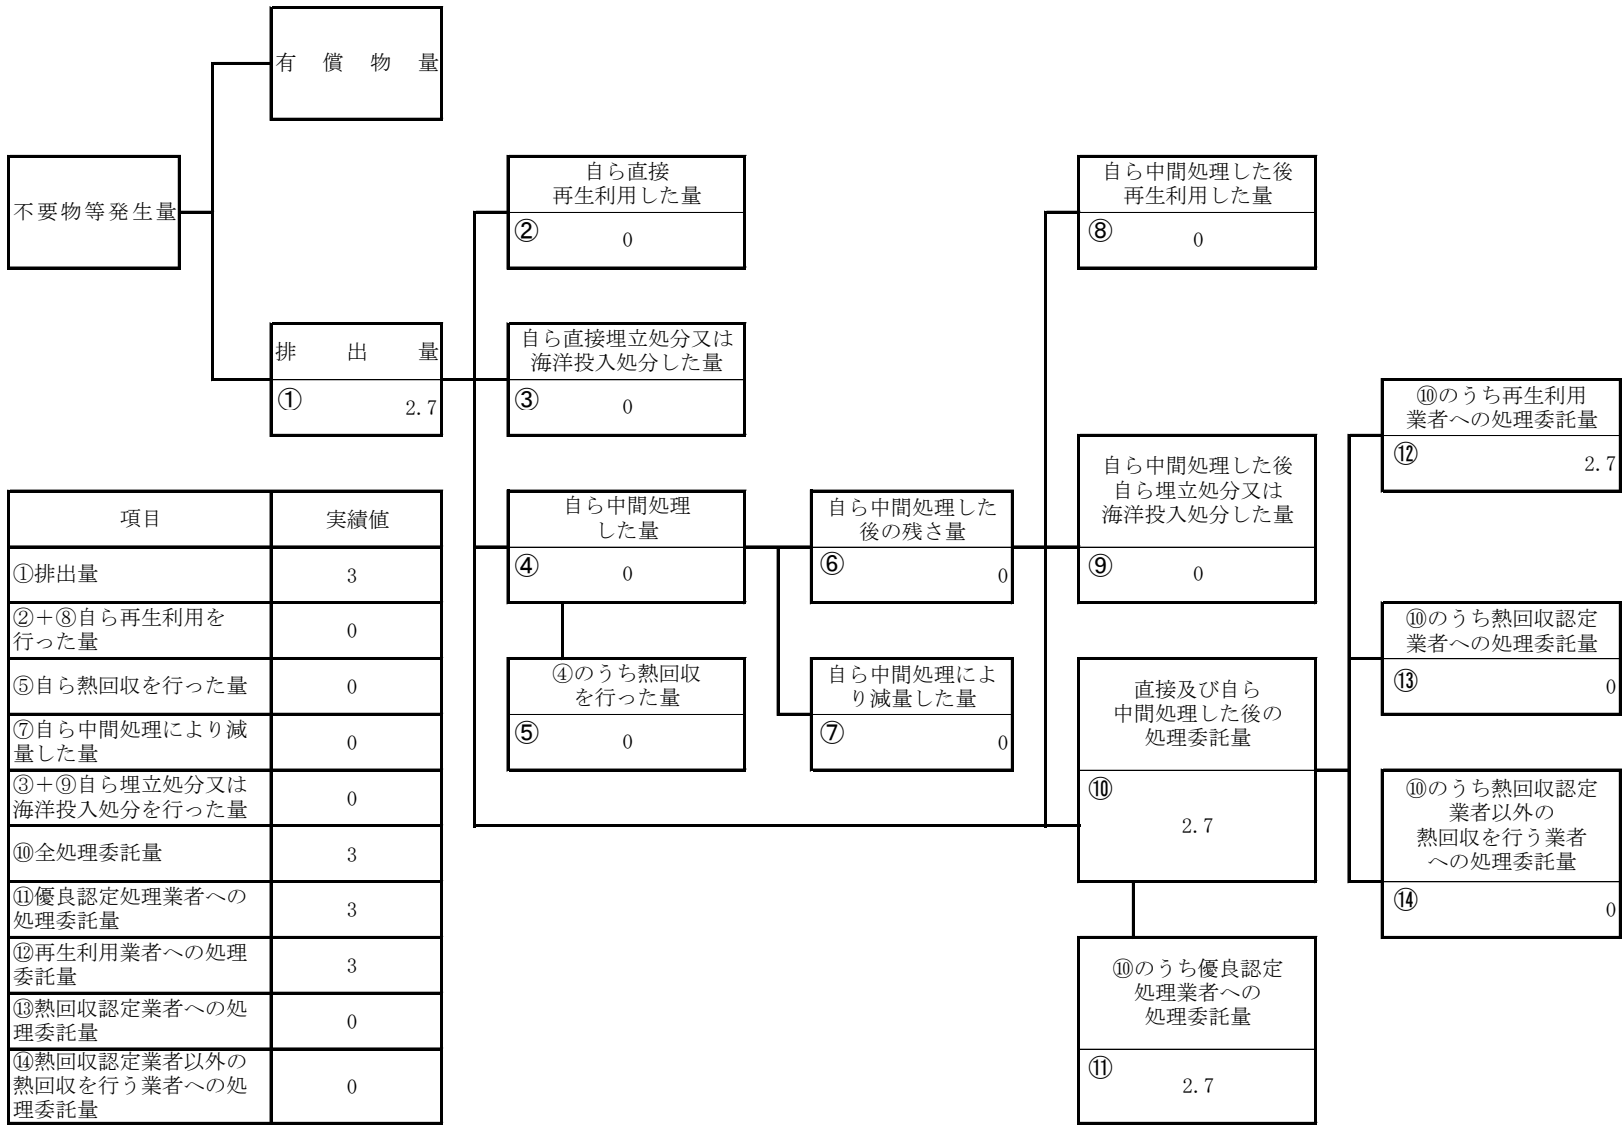 有償物量
不要物等発生量
排出量
① 2.7
自ら直接
再生利用した量
② 0
自ら直接埋立処分又は
海洋投入処分した量
③ 0
自ら中間処理
した量
④ 0
④のうち熱回収
を行った量
⑤ 0
自ら中間処理した
後の残さ量
⑥ 0
自ら中間処理によ
り減量した量
⑦ 0
自ら中間処理した後
再生利用した量
⑧ 0
自ら中間処理した後
自ら埋立処分又は
海洋投入処分した量
⑨ 0
直接及び自ら
中間処理した後の
処理委託量
⑩
2.7
⑩のうち優良認定
処理業者への
処理委託量
⑪
2.7
⑩のうち再生利用
業者への処理委託量
⑫ 2.7
⑩のうち熱回収認定
業者への処理委託量
⑬ 0
⑩のうち熱回収認定
業者以外の
熱回収を行う業者
への処理委託量
⑭ 0
項目 実績値
①排出量 3
②＋⑧自ら再生利用を
行った量 0
⑤自ら熱回収を行った量 0
⑦自ら中間処理により減
量した量 0
③＋⑨自ら埋立処分又は
海洋投入処分を行った量 0
⑩全処理委託量 3
⑪優良認定処理業者への
処理委託量 3
⑫再生利用業者への処理
委託量 3
⑬熱回収認定業者への処
理委託量 0
⑭熱回収認定業者以外の
熱回収を行う業者への処
理委託量 0